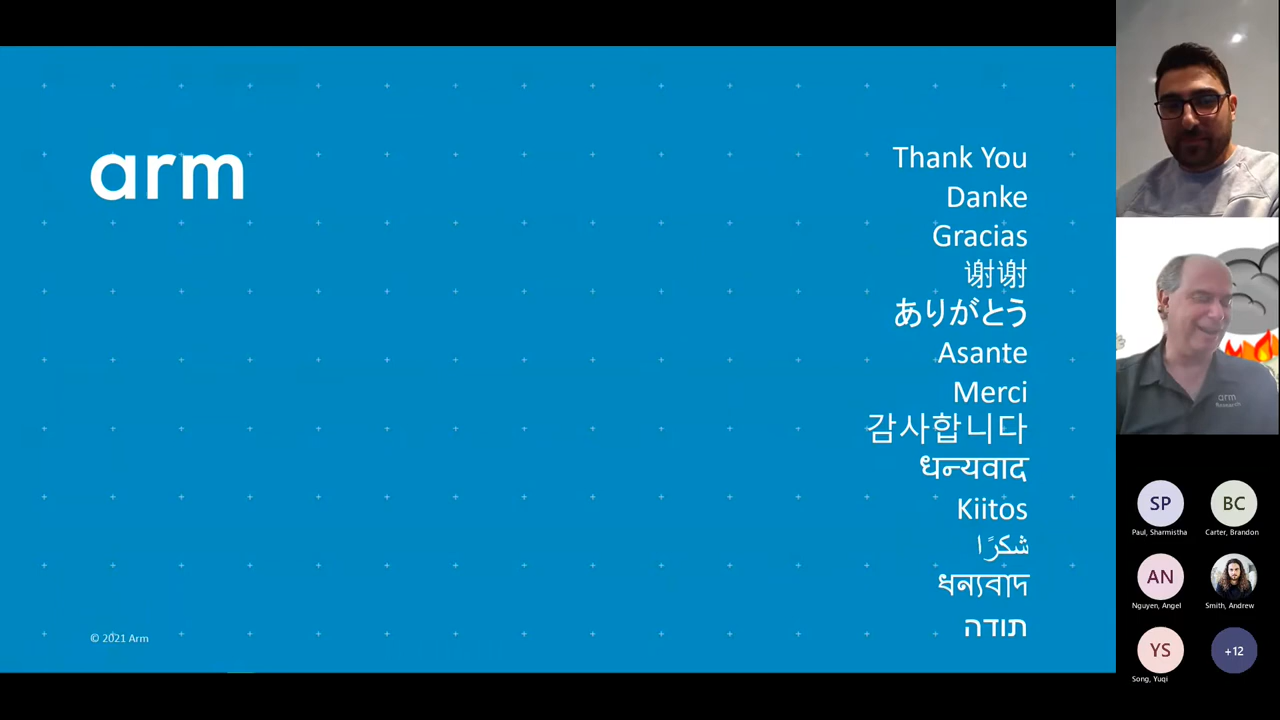 arm
Thank You
Danke
Gracias
谢谢
ありがとう
Asante
Merci
감사합니다
धन्यवाद
Kiitos
شكرًا
ধন্যবাদ
תודה
© 2021 Arm
arm
Research
SP
BC
Paul, Sharmistha
Carter, Brandon
AN
Nguyen, Angel
Smith, Andrew
YS
+12
Song, Yuqi